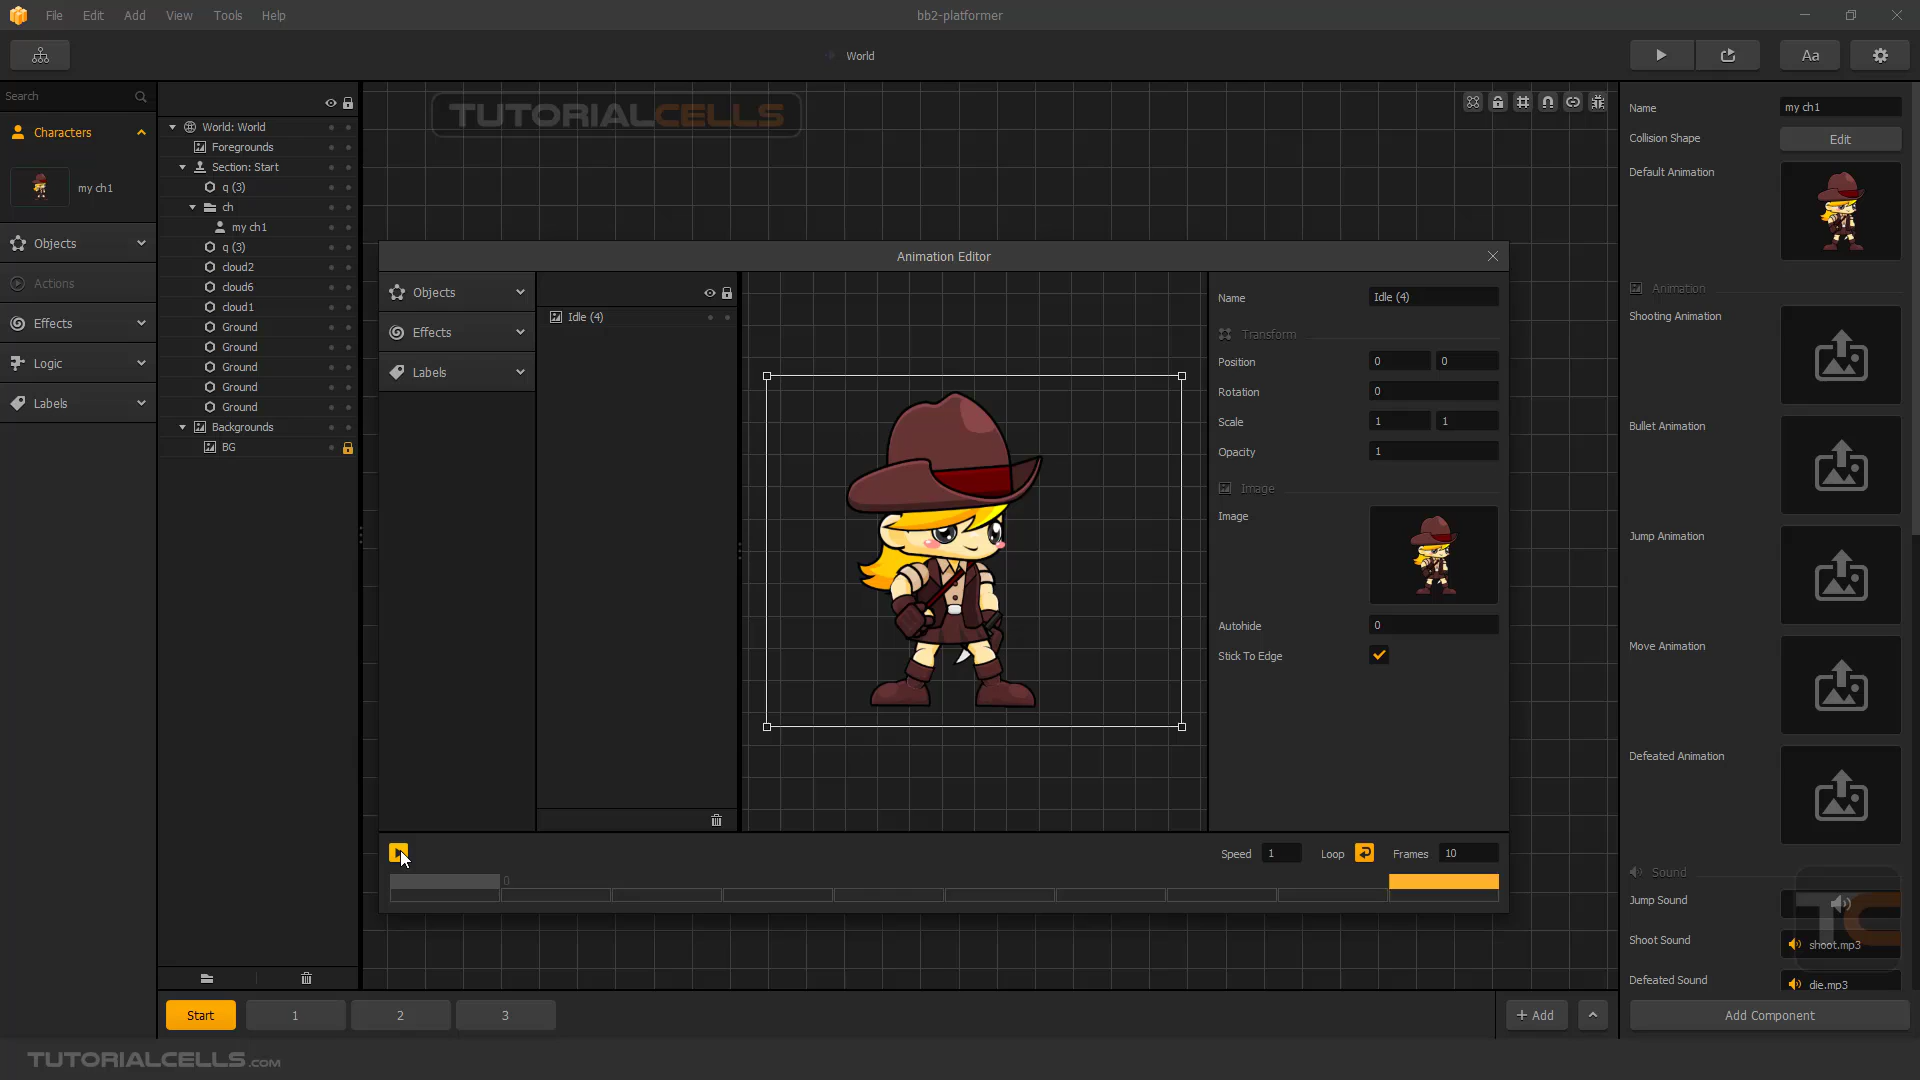 File Edit Add View Tools Help
bb2-platformer
World
Aa
Search
Characters
my ch1
Objects
Actions
Effects
Logic
Labels
World: World
Foregrounds
Section: Start
q (3)
ch
my ch1
q (3)
cloud2
cloud6
cloud1
Ground
Ground
Ground
Ground
Ground
Backgrounds
BG
TUTORIALCELLS
Animation Editor
Objects
Effects
Labels
Idle (4)
Name Idle (4)
Transform
Position 0 0
Rotation 0
Scale 1 1
Opacity 1
Image
Image
Autohide 0
Stick To Edge
Speed 1 Loop Frames 10
0
Name my ch1
Collision Shape Edit
Default Animation
Animation
Shooting Animation
Bullet Animation
Jump Animation
Move Animation
Defeated Animation
Sound
Jump Sound
Shoot Sound shoot.mp3
Defeated Sound die.mp3
TC
Start 1 2 3
+ Add
Add Component
TUTORIALCELLS.COM